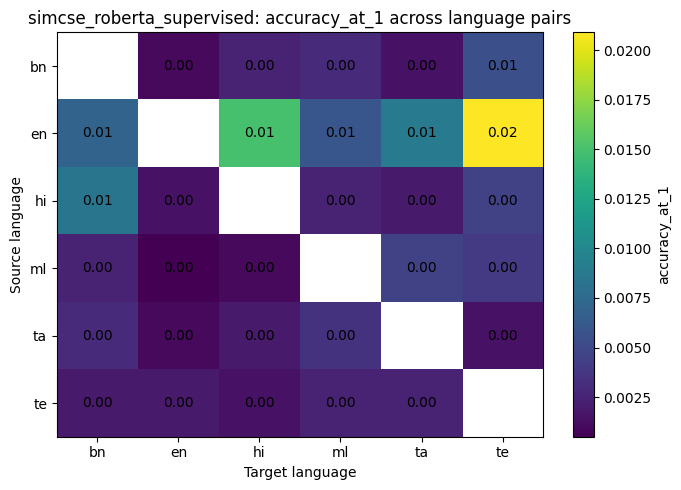 simcse_roberta_supervised: accuracy_at_1 across language pairs
bn 0.00 0.00 0.00 0.00 0.01
en 0.01 0.01 0.01 0.01 0.02
hi 0.01 0.00 0.00 0.00 0.00
ml 0.00 0.00 0.00 0.00 0.00
ta 0.00 0.00 0.00 0.00 0.00
te 0.00 0.00 0.00 0.00 0.00
bn en hi ml ta te
Target language
Source language
0.0200
0.0175
0.0150
0.0125
0.0100
0.0075
0.0050
0.0025
accuracy_at_1